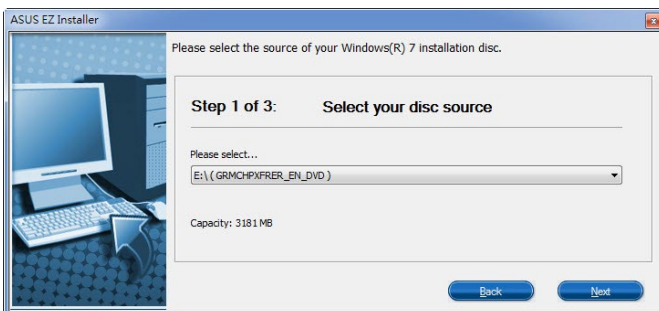 ASUS EZ Installer
Please select the source of your Windows(R) 7 installation disc.
Step 1 of 3: Select your disc source
Please select...
E:\ ( GRMCHPXFRER_EN_DVD )
Capacity: 3181 MB
Back Next